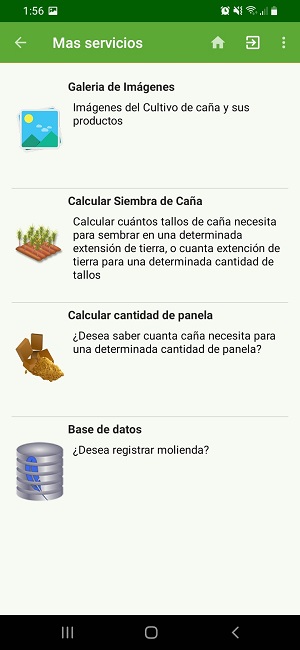 1:56
Mas servicios
Galeria de Imágenes
Imágenes del Cultivo de caña y sus
productos
Calcular Siembra de Caña
Calcular cuántos tallos de caña necesita
para sembrar en una determinada
extensión de tierra, o cuanta extención de
tierra para una determinada cantidad de
tallos
Calcular cantidad de panela
¿Desea saber cuanta caña necesita para
una determinada cantidad de panela?
Base de datos
¿Desea registrar molienda?